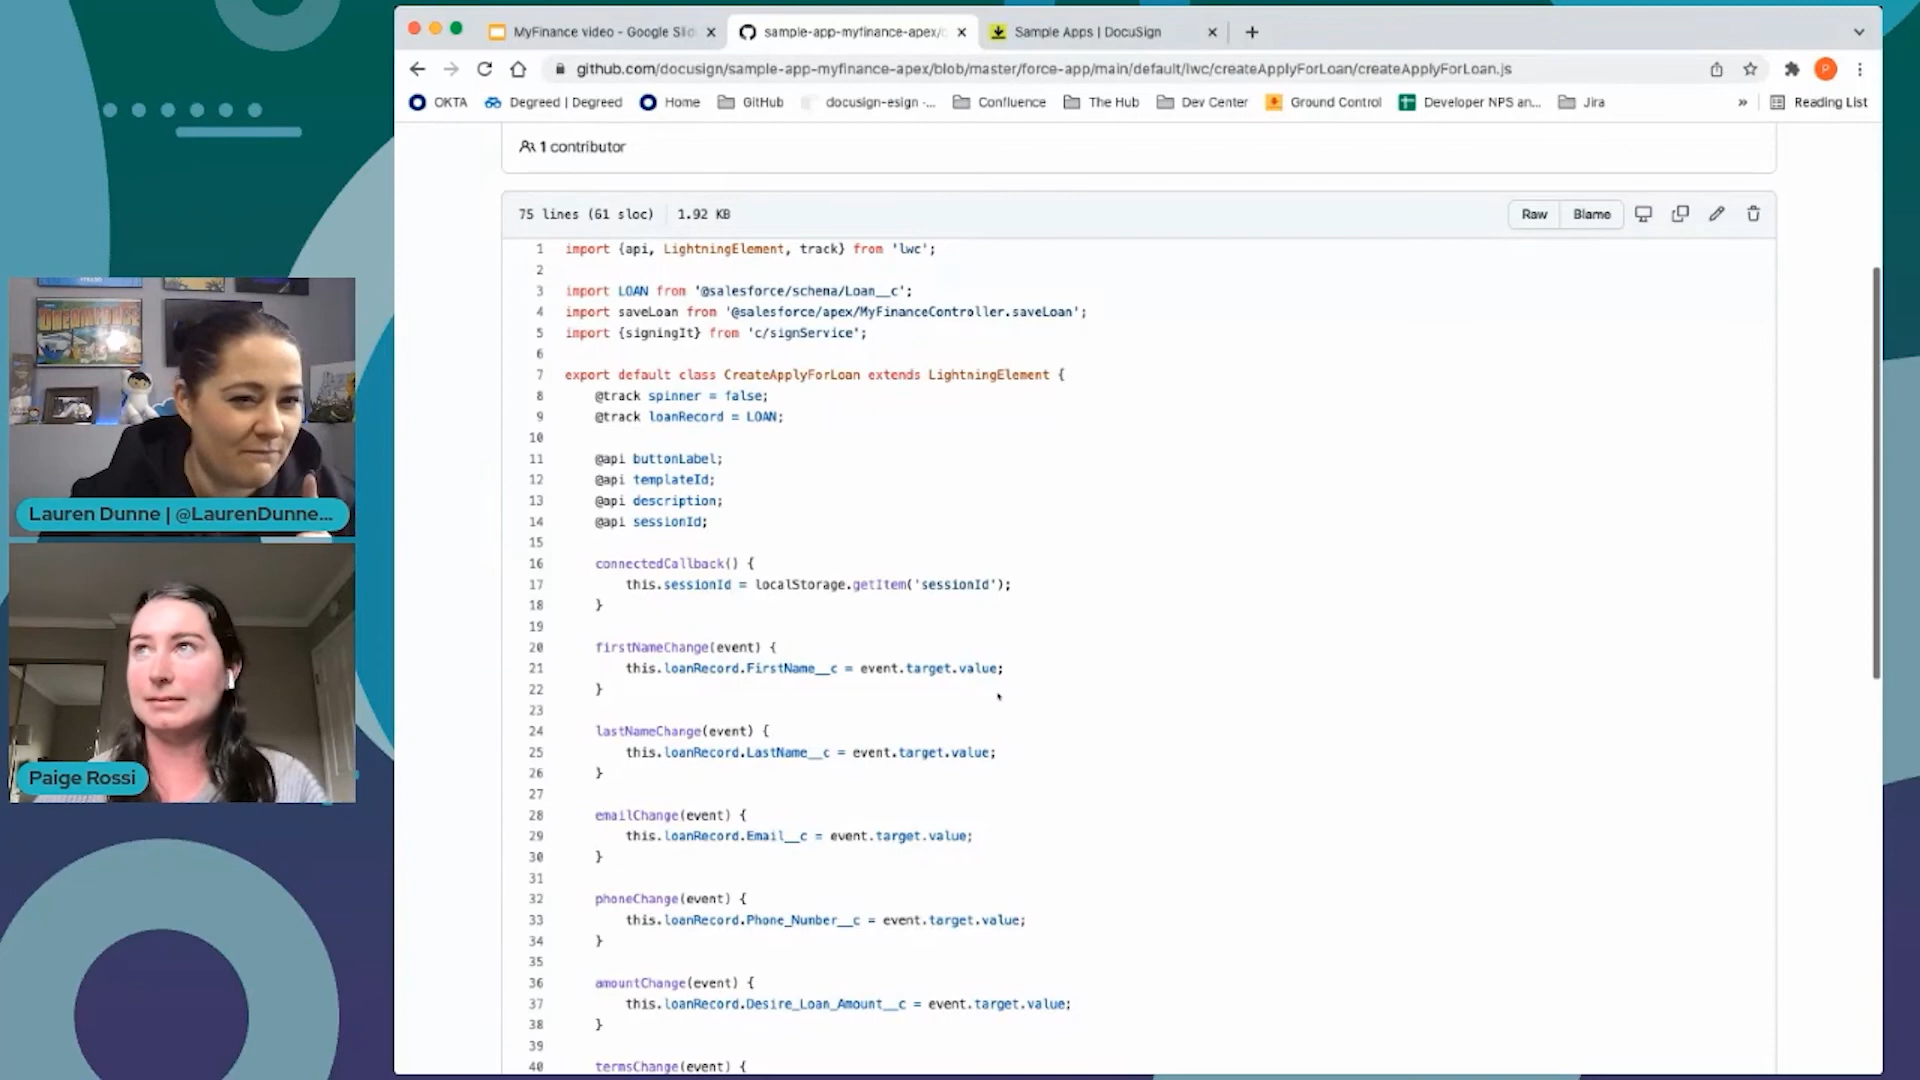 MyFinance video - Google Slid
sample-app-myfinance-apex/c
Sample Apps | DocuSign
github.com/docusign/sample-app-myfinance-apex/blob/master/force-app/main/default/lwc/createApplyForLoan/createApplyForLoan.js
OKTA
Degreed | Degreed
Home
GitHub
docusign-esign -...
Confluence
The Hub
Dev Center
Ground Control
Developer NPS an...
Jira
»
Reading List
1 contributor
75 lines (61 sloc) 1.92 KB
Raw
Blame
1 import {api, LightningElement, track} from 'lwc';
2
3 import LOAN from '@salesforce/schema/Loan__c';
4 import saveLoan from '@salesforce/apex/MyFinanceController.saveLoan';
5 import {signingIt} from 'c/signService';
6
7 export default class CreateApplyForLoan extends LightningElement {
8 @track spinner = false;
9 @track loanRecord = LOAN;
10
11 @api buttonLabel;
12 @api templateId;
13 @api description;
14 @api sessionId;
15
16 connectedCallback() {
17 this.sessionId = localStorage.getItem('sessionId');
18 }
19
20 firstNameChange(event) {
21 this.loanRecord.FirstName__c = event.target.value;
22 }
23
24 lastNameChange(event) {
25 this.loanRecord.LastName__c = event.target.value;
26 }
27
28 emailChange(event) {
29 this.loanRecord.Email__c = event.target.value;
30 }
31
32 phoneChange(event) {
33 this.loanRecord.Phone_Number__c = event.target.value;
34 }
35
36 amountChange(event) {
37 this.loanRecord.Desire_Loan_Amount__c = event.target.value;
38 }
39
40 termsChange(event) {
P
DREAMHOUSE
Lauren Dunne | @LaurenDunne...
Paige Rossi